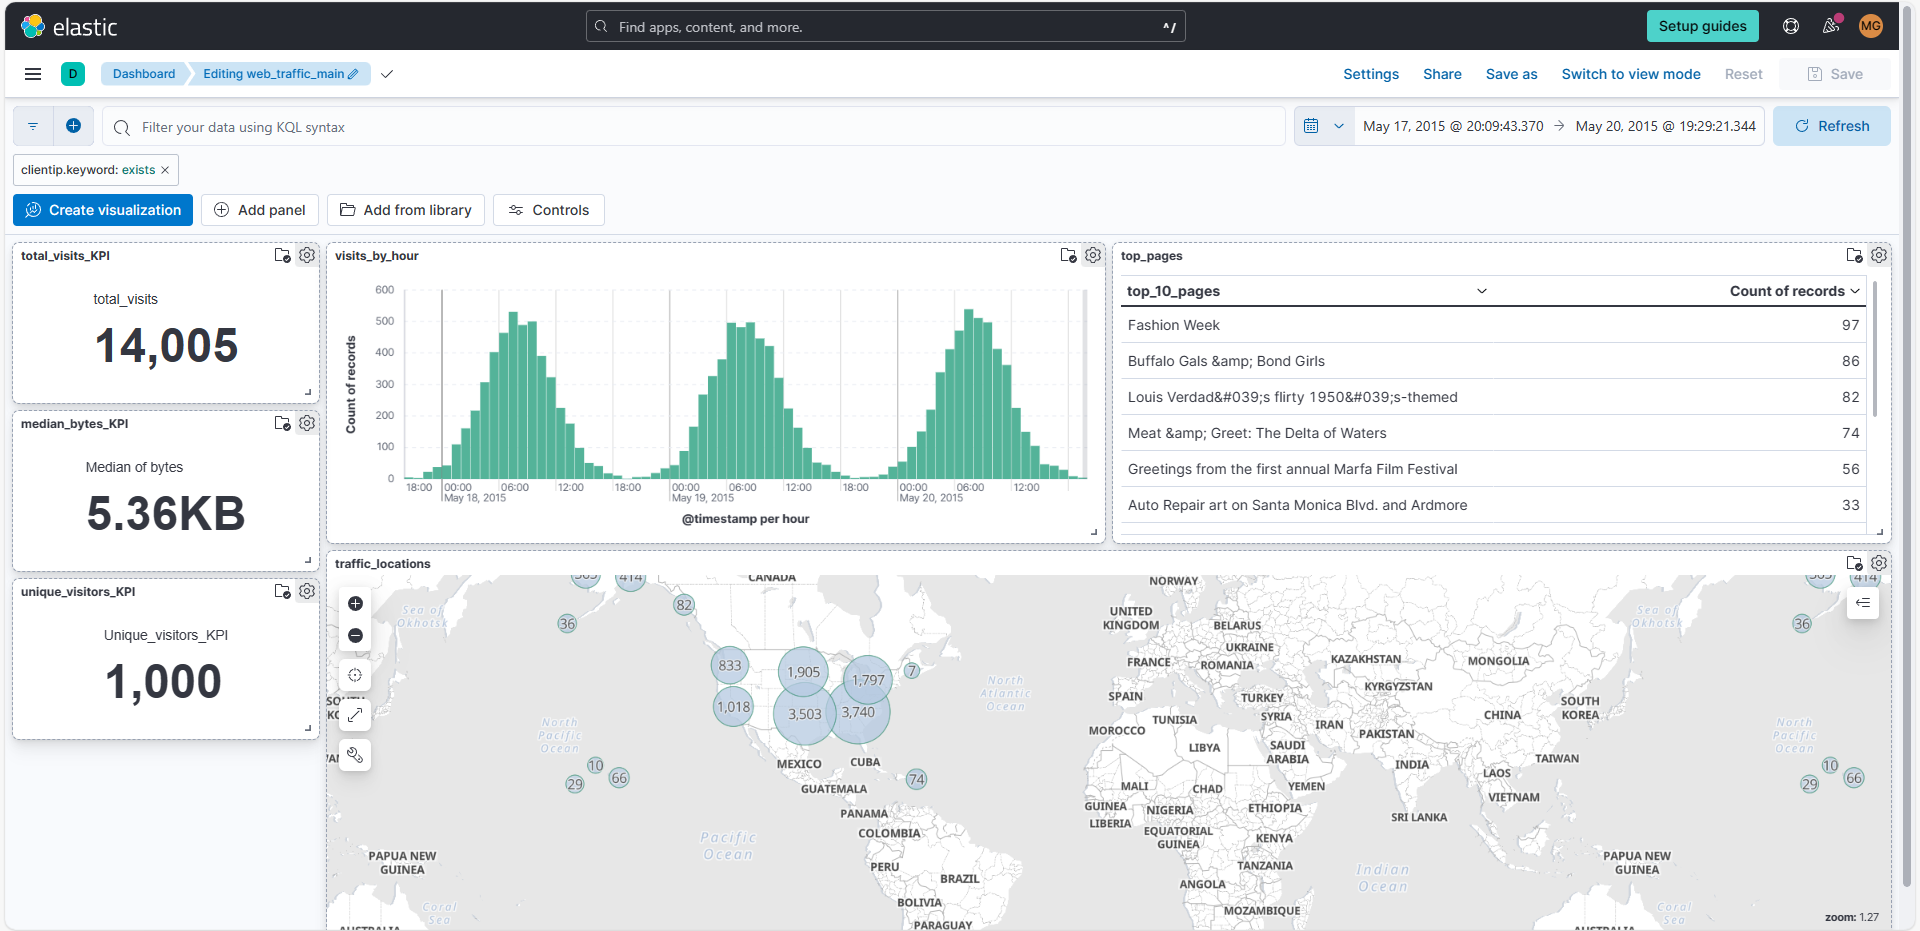 elastic
Find apps, content, and more.
^/
Setup guides
MG
D
Dashboard
Editing web_traffic_main
Settings
Share
Save as
Switch to view mode
Reset
Save
Filter your data using KQL syntax
May 17, 2015 @ 20:09:43.370
May 20, 2015 @ 19:29:21.344
Refresh
clientip.keyword: exists
Create visualization
Add panel
Add from library
Controls
total_visits_KPI
total_visits
14,005
median_bytes_KPI
Median of bytes
5.36KB
unique_visitors_KPI
Unique_visitors_KPI
1,000
visits_by_hour
Count of records
600
500
400
300
200
100
0
18:00 00:00 06:00 12:00 18:00 00:00 06:00 12:00 18:00 00:00 06:00 12:00
May 18, 2015 May 19, 2015 May 20, 2015
@timestamp per hour
top_pages
top_10_pages Count of records
Fashion Week 97
Buffalo Gals &amp; Bond Girls 86
Louis Verdad&#039;s flirty 1950&#039;s-themed 82
Meat &amp; Greet: The Delta of Waters 74
Greetings from the first annual Marfa Film Festival 56
Auto Repair art on Santa Monica Blvd. and Ardmore 33
traffic_locations
414
CANADA
NORWAY
414
82
Sea of
Okhotsk
36
UNITED
KINGDOM
BELARUS
Sea of
Okhotsk
36
UKRAINE
833
1,905
1,797
7
FRANCE
ROMANIA
KAZAKHSTAN
MONGOLIA
North
Atlantic
Ocean
KYRGYZSTAN
SPAIN
TURKEY
SOUTH
KOREA
1,018
3,503
3,740
TUNISIA
SYRIA
IRAN
CHINA
North
Pacific
Ocean
MOROCCO
PAKISTAN
North
Pacific
Ocean
LIBYA
SAUDI
ARABIA
MEXICO
CUBA
INDIA
TAIWAN
10
29
66
74
LAOS
10
29
66
GUATEMALA
MALI
CHAD
YEMEN
VIETNAM
PANAMA
GUINEA
NIGERIA
ETHIOPIA
SRI LANKA
LIBERIA
COLOMBIA
EQUATORIAL
GUINEA
KENYA
Pacific
Ocean
PAPUA NEW
GUINEA
PERU
TANZANIA
Indian
Ocean
PAPUA NEW
GUINEA
BRAZIL
ANGOLA
BOLIVIA
Coral
Sea
MOZAMBIQUE
Coral
Sea
PARAGUAY
AUSTRALIA
AUSTRALIA
zoom: 1.27